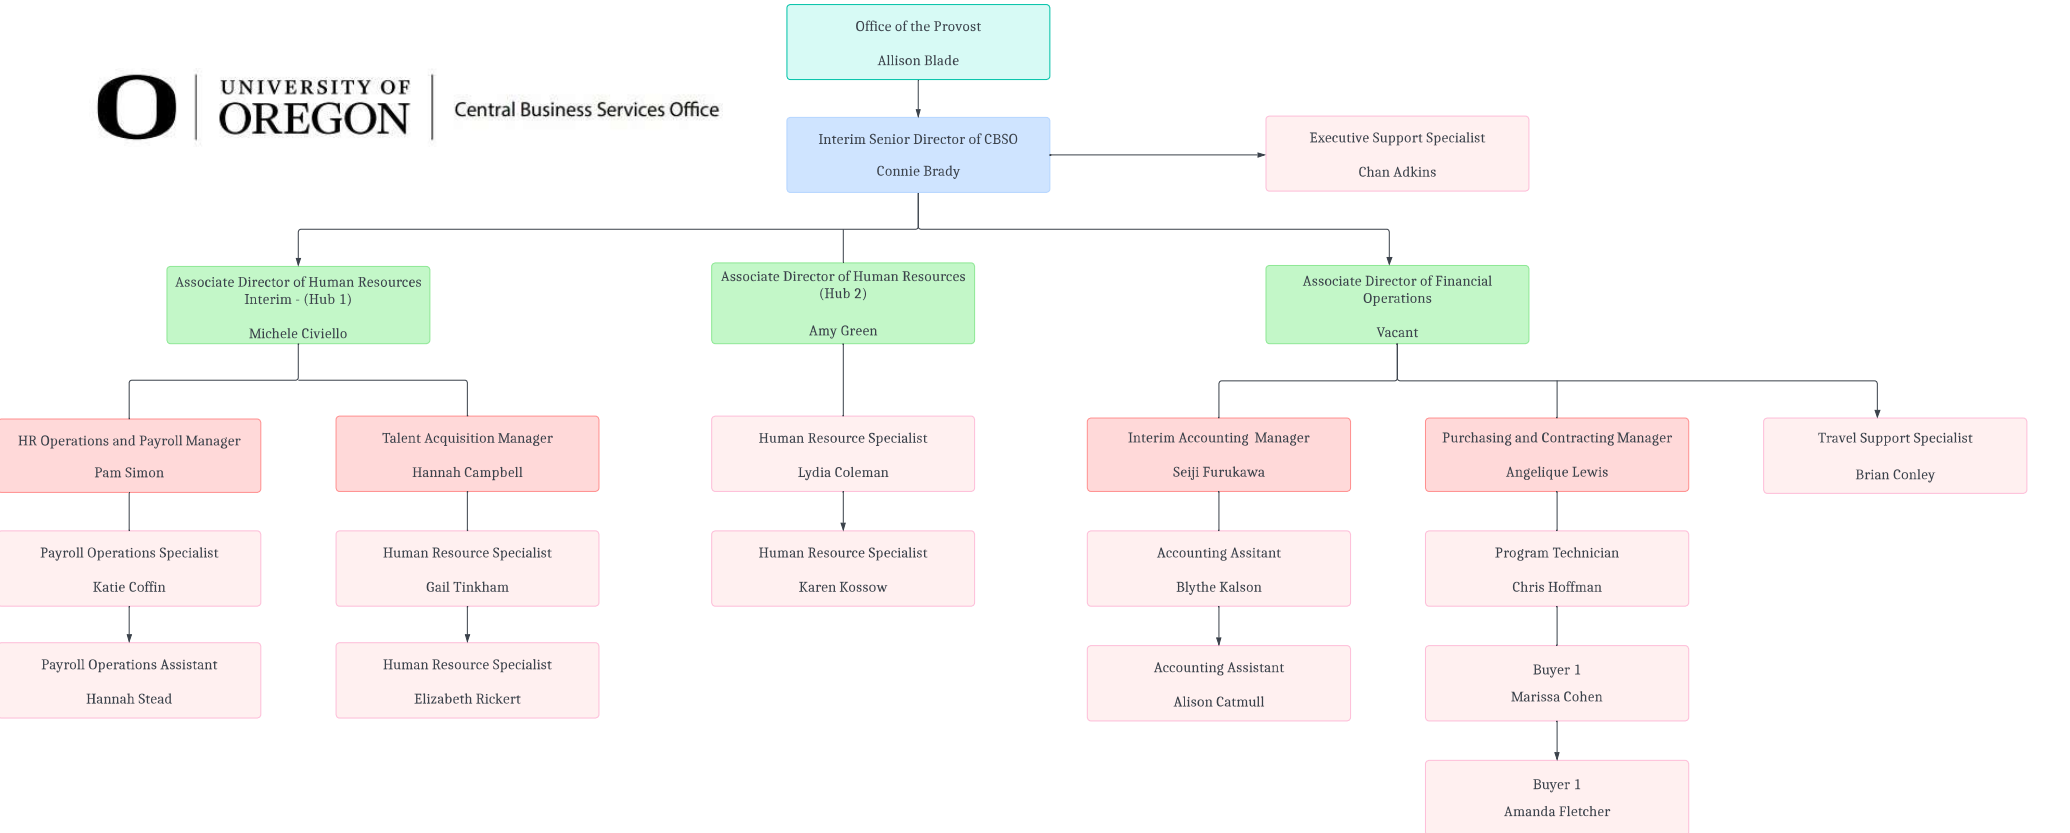 Office of the Provost
Allison Blade
UNIVERSITY OF
OREGON
Central Business Services Office
Interim Senior Director of CBSO
Connie Brady
Executive Support Specialist
Chan Adkins
Associate Director of Human Resources
Interim - (Hub 1)
Michele Civiello
Associate Director of Human Resources
(Hub 2)
Amy Green
Associate Director of Financial
Operations
Vacant
HR Operations and Payroll Manager
Pam Simon
Talent Acquisition Manager
Hannah Campbell
Human Resource Specialist
Lydia Coleman
Interim Accounting Manager
Seiji Furukawa
Purchasing and Contracting Manager
Angelique Lewis
Travel Support Specialist
Brian Conley
Payroll Operations Specialist
Katie Coffin
Human Resource Specialist
Gail Tinkham
Human Resource Specialist
Karen Kossow
Accounting Assitant
Blythe Kalson
Program Technician
Chris Hoffman
Payroll Operations Assistant
Hannah Stead
Human Resource Specialist
Elizabeth Rickert
Accounting Assistant
Alison Catmull
Buyer 1
Marissa Cohen
Buyer 1
Amanda Fletcher